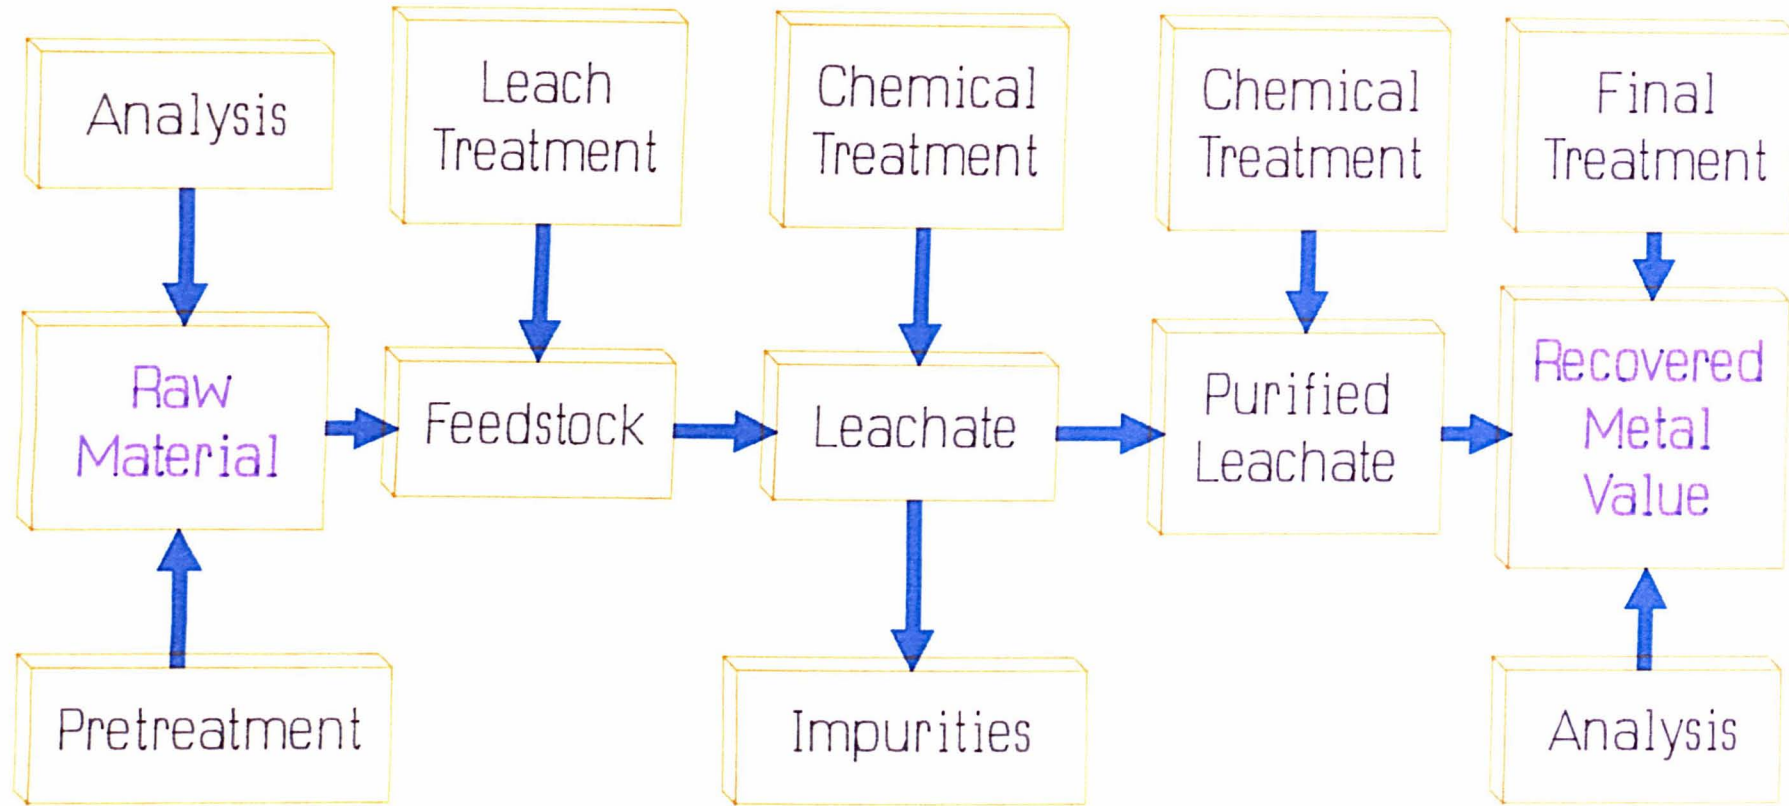 Analysis
Leach
Treatment
Chemical
Treatment
Chemical
Treatment
Final
Treatment
Raw
Material
Feedstock
Leachate
Purified
Leachate
Recovered
Metal
Value
Pretreatment
Impurities
Analysis